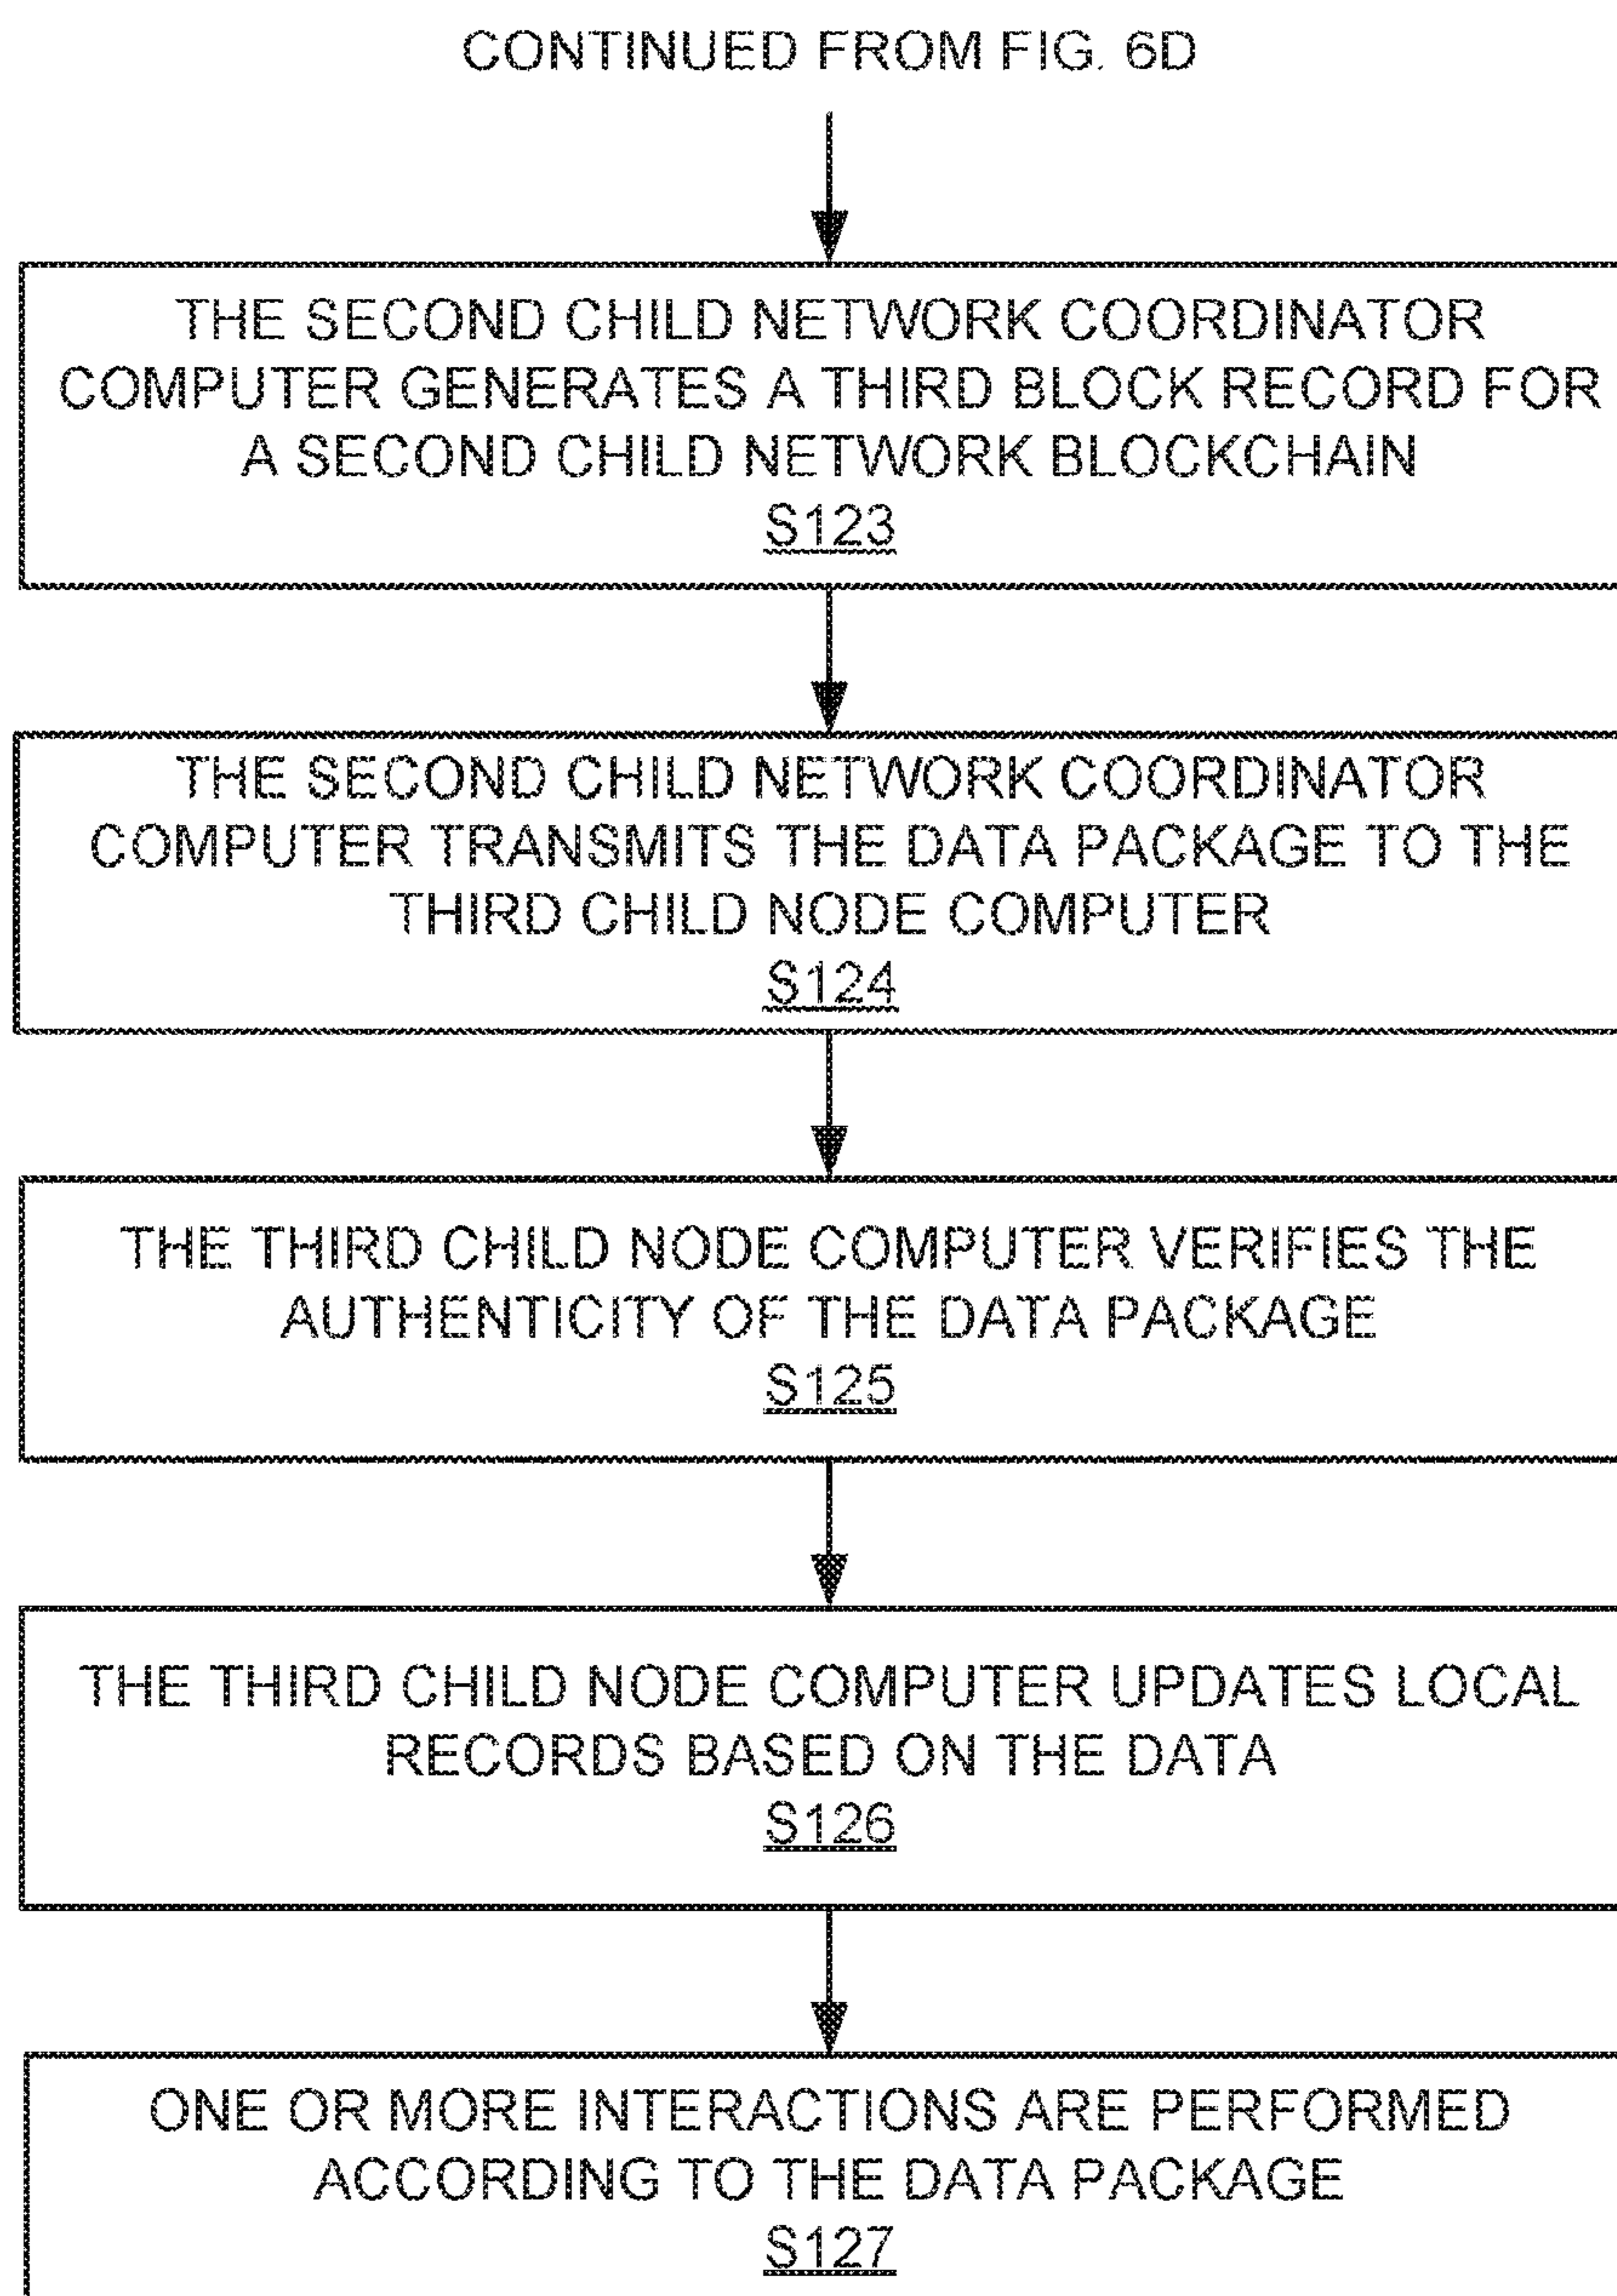 CONTINUED FROM FIG. 6D
THE SECOND CHILD NETWORK COORDINATOR
COMPUTER GENERATES A THIRD BLOCK RECORD FOR
A SECOND CHILD NETWORK BLOCKCHAIN
S123
THE SECOND CHILD NETWORK COORDINATOR
COMPUTER TRANSMITS THE DATA PACKAGE TO THE
THIRD CHILD NODE COMPUTER
S124
THE THIRD CHILD NODE COMPUTER VERIFIES THE
AUTHENTICITY OF THE DATA PACKAGE
S125
THE THIRD CHILD NODE COMPUTER UPDATES LOCAL
RECORDS BASED ON THE DATA
S126
ONE OR MORE INTERACTIONS ARE PERFORMED
ACCORDING TO THE DATA PACKAGE
S127